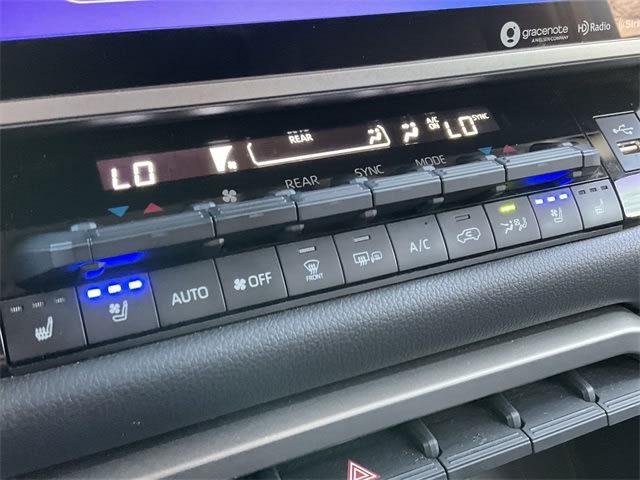 gracenote
A NIELSEN COMPANY
HD Radio
LO
REAR
A/C
ON
LO
SYNC
REAR
SYNC
MODE
AUTO
OFF
FRONT
A/C